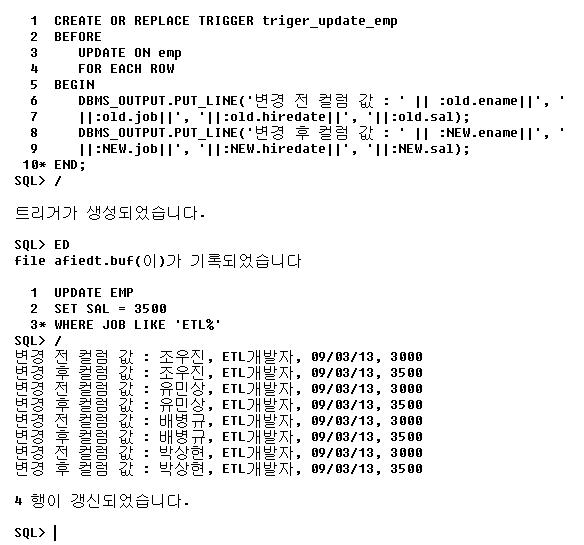 1 CREATE OR REPLACE TRIGGER triger_update_emp
2 BEFORE
3 UPDATE ON emp
4 FOR EACH ROW
5 BEGIN
6 DBMS_OUTPUT.PUT_LINE('변경 전 컬럼 값 : ' || :old.ename||', '
7 ||:old.job||', '||:old.hiredate||', '||:old.sal);
8 DBMS_OUTPUT.PUT_LINE('변경 후 컬럼 값 : ' || :NEW.ename||', '
9 ||:NEW.job||', '||:NEW.hiredate||', '||:NEW.sal);
10* END;
SQL> /
트리거가 생성되었습니다.
SQL> ED
file afiedt.buf(이)가 기록되었습니다
1 UPDATE EMP
2 SET SAL = 3500
3* WHERE JOB LIKE 'ETL%'
SQL> /
변경 전 컬럼 값 : 조우진, ETL개발자, 09/03/13, 3000
변경 후 컬럼 값 : 조우진, ETL개발자, 09/03/13, 3500
변경 전 컬럼 값 : 유민상, ETL개발자, 09/03/13, 3000
변경 후 컬럼 값 : 유민상, ETL개발자, 09/03/13, 3500
변경 전 컬럼 값 : 배병규, ETL개발자, 09/03/13, 3000
변경 후 컬럼 값 : 배병규, ETL개발자, 09/03/13, 3500
변경 전 컬럼 값 : 박상현, ETL개발자, 09/03/13, 3000
변경 후 컬럼 값 : 박상현, ETL개발자, 09/03/13, 3500
4 행이 갱신되었습니다.
SQL>